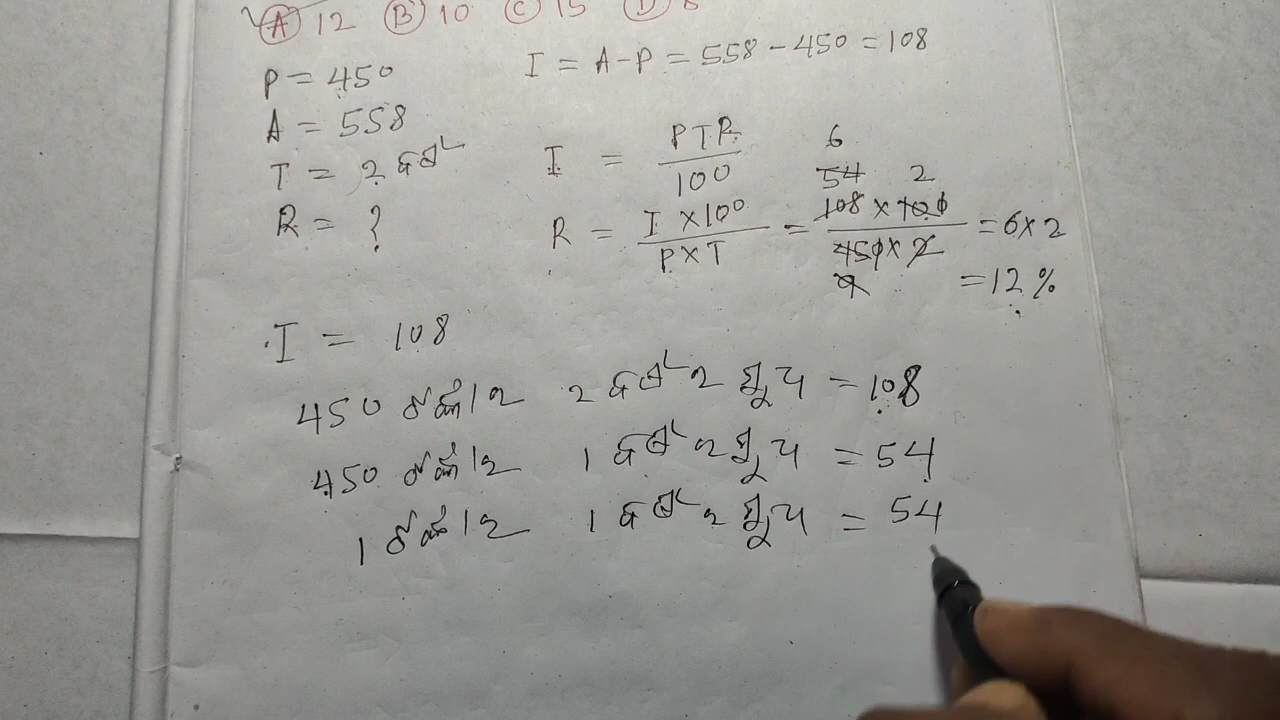 Ⓐ 12 Ⓑ 10 Ⓒ 15 Ⓓ 8
P = 450
I = A - P = 558 - 450 = 108
A = 558
T = 2 ବର୍ଷ
R = ?
I = PTR / 100
R = I × 100 / P × T = 108 × 100 / 450 × 2 = 6 × 2
= 12 %
I = 108
450 ଟଙ୍କାର 2 ବର୍ଷର ସୁଧ = 108
450 ଟଙ୍କାର 1 ବର୍ଷର ସୁଧ = 54
1 ଟଙ୍କାର 1 ବର୍ଷର ସୁଧ = 54